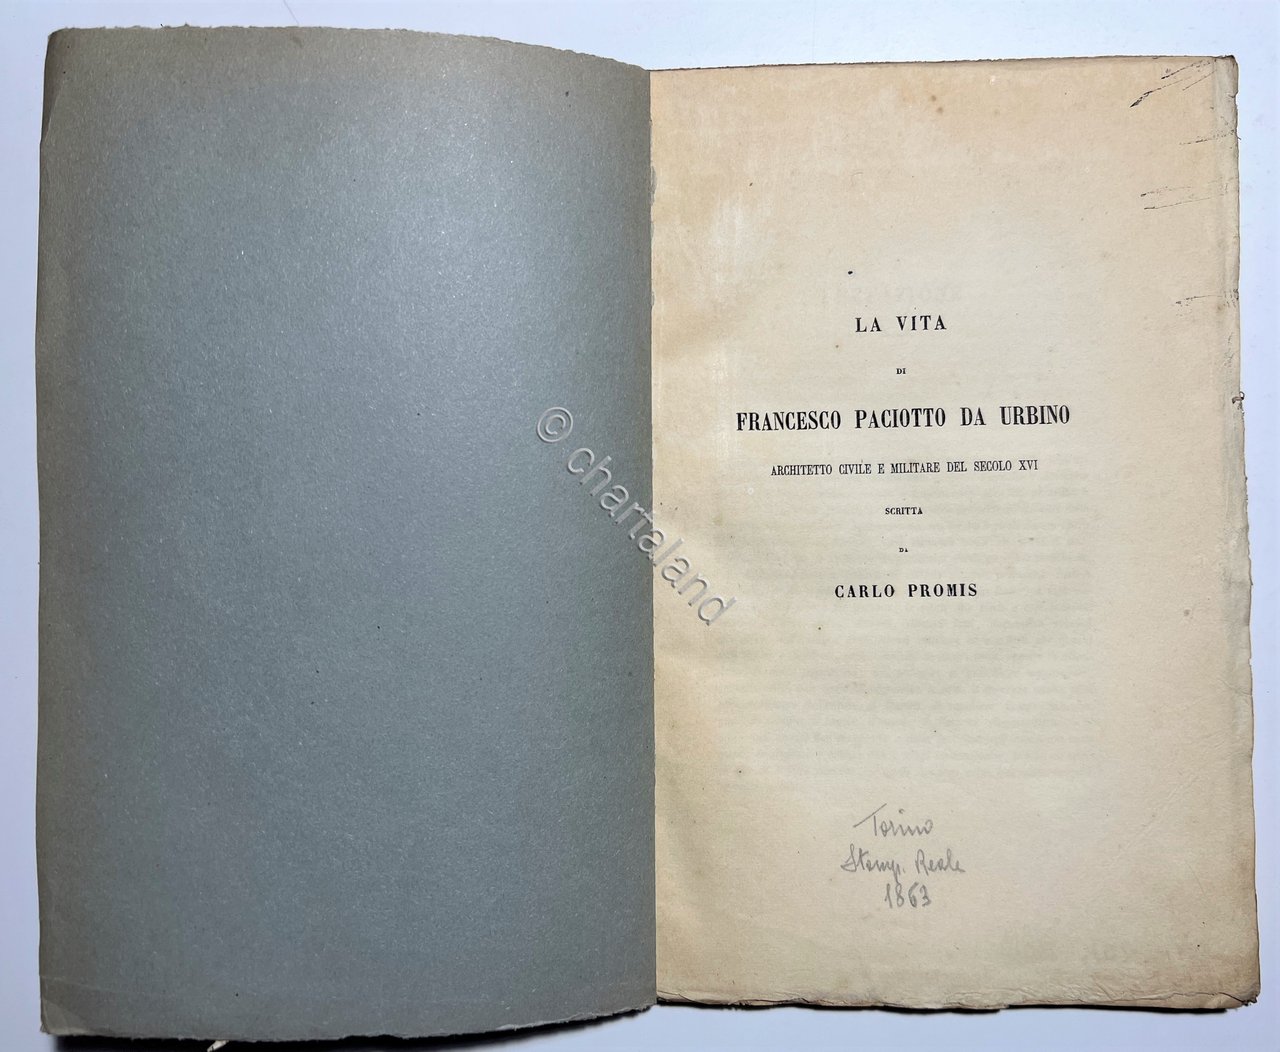 LA VITA
DI
FRANCESCO PACIOTTO DA URBINO
ARCHITETTO CIVILE E MILITARE DEL SECOLO XVI
SCRITTA
DA
CARLO PROMIS
Torino
Stamp. Reale
1863
© chartaland